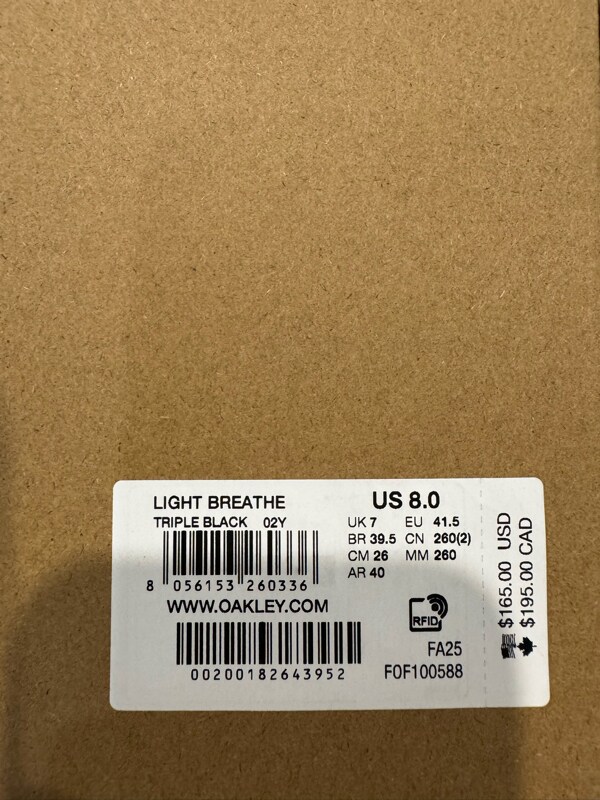 LIGHT BREATHE
TRIPLE BLACK 02Y
8 056153 260336
WWW.OAKLEY.COM
00200182643952
US 8.0
UK 7 EU 41.5
BR 39.5 CN 260(2)
CM 26 MM 260
AR 40
RFID
FA25
FOF100588
$165.00 USD
$195.00 CAD